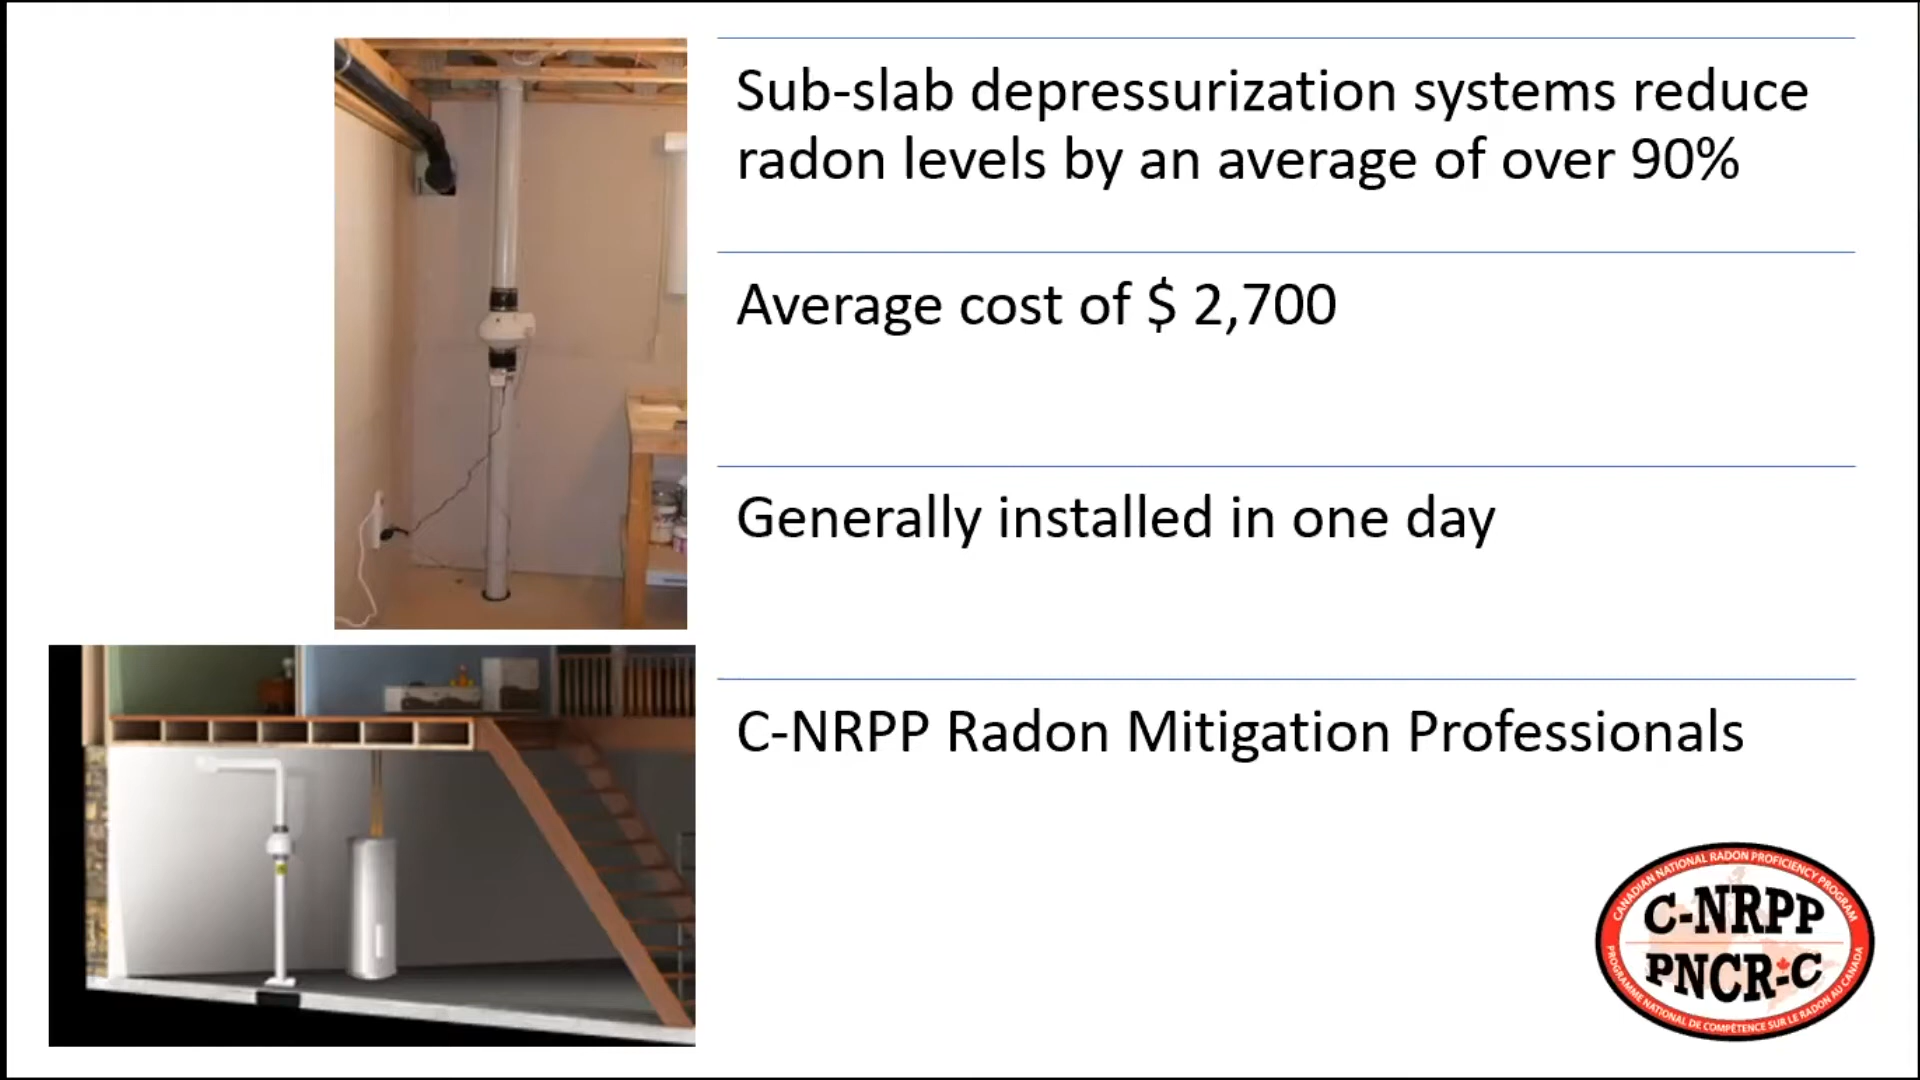 Sub-slab depressurization systems reduce
radon levels by an average of over 90%
Average cost of $ 2,700
Generally installed in one day
C-NRPP Radon Mitigation Professionals
CANADIAN NATIONAL RADON PROFICIENCY PROGRAM
C-NRPP
PNCR-C
PROGRAMME NATIONAL DE COMPÉTENCE SUR LE RADON AU CANADA